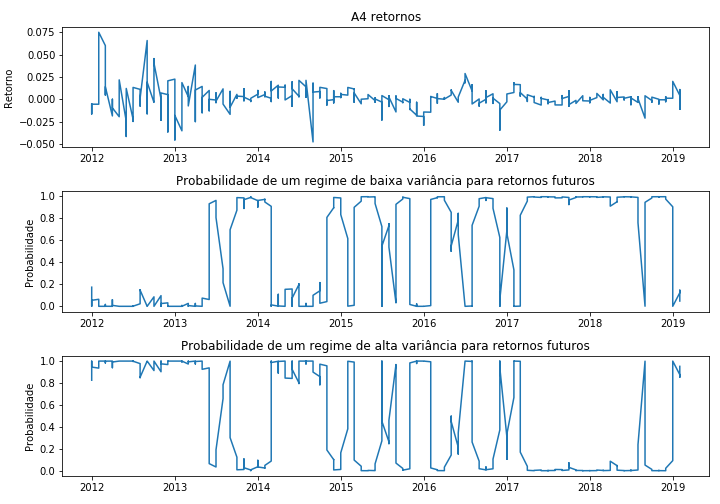 A4 retornos
Retorno
0.075
0.050
0.025
0.000
−0.025
−0.050
2012 2013 2014 2015 2016 2017 2018 2019
Probabilidade de um regime de baixa variância para retornos futuros
Probabilidade
1.0
0.8
0.6
0.4
0.2
0.0
2012 2013 2014 2015 2016 2017 2018 2019
Probabilidade de um regime de alta variância para retornos futuros
Probabilidade
1.0
0.8
0.6
0.4
0.2
0.0
2012 2013 2014 2015 2016 2017 2018 2019